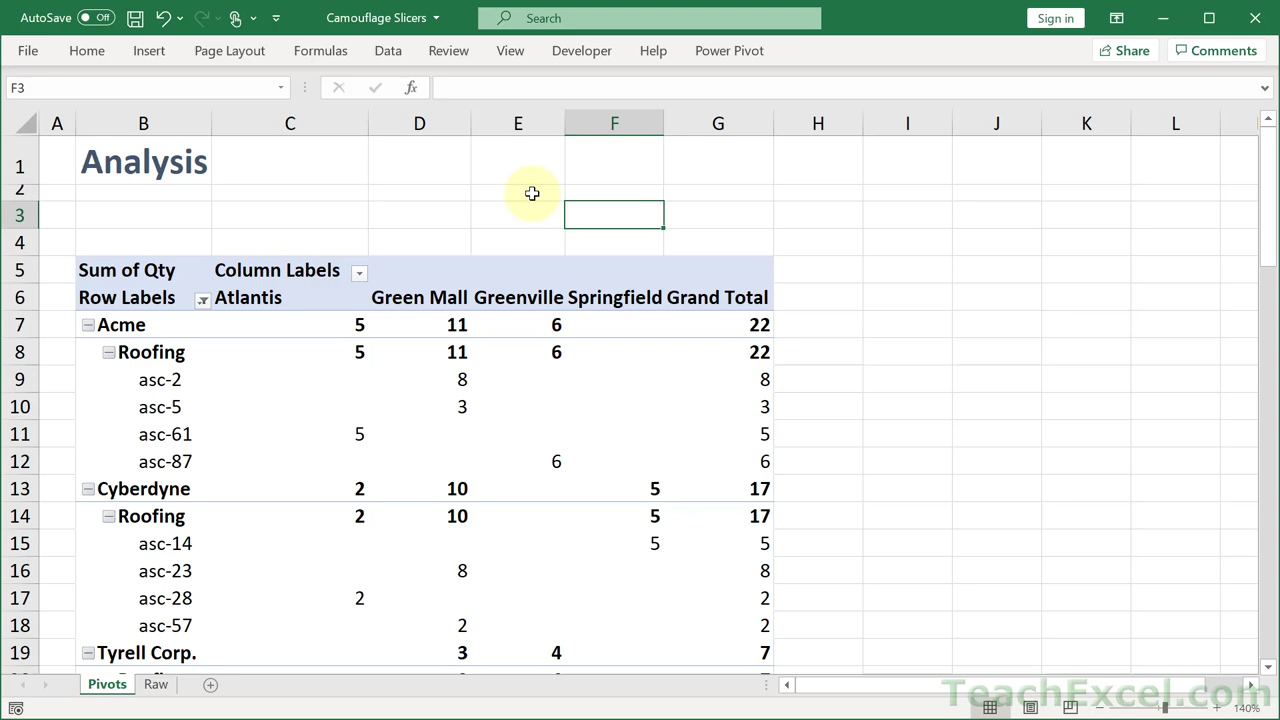 AutoSave Off Camouflage Slicers Search Sign in
File Home Insert Page Layout Formulas Data Review View Developer Help Power Pivot Share Comments
F3 fx
A B C D E F G H I J K L
1 Analysis
2
3
4
5 Sum of Qty Column Labels
6 Row Labels Atlantis Green Mall Greenville Springfield Grand Total
7 Acme 5 11 6 22
8 Roofing 5 11 6 22
9 asc-2 8 8
10 asc-5 3 3
11 asc-61 5 5
12 asc-87 6 6
13 Cyberdyne 2 10 5 17
14 Roofing 2 10 5 17
15 asc-14 5 5
16 asc-23 8 8
17 asc-28 2 2
18 asc-57 2 2
19 Tyrell Corp. 3 4 7
Pivots Raw
TeachExcel.com
140%